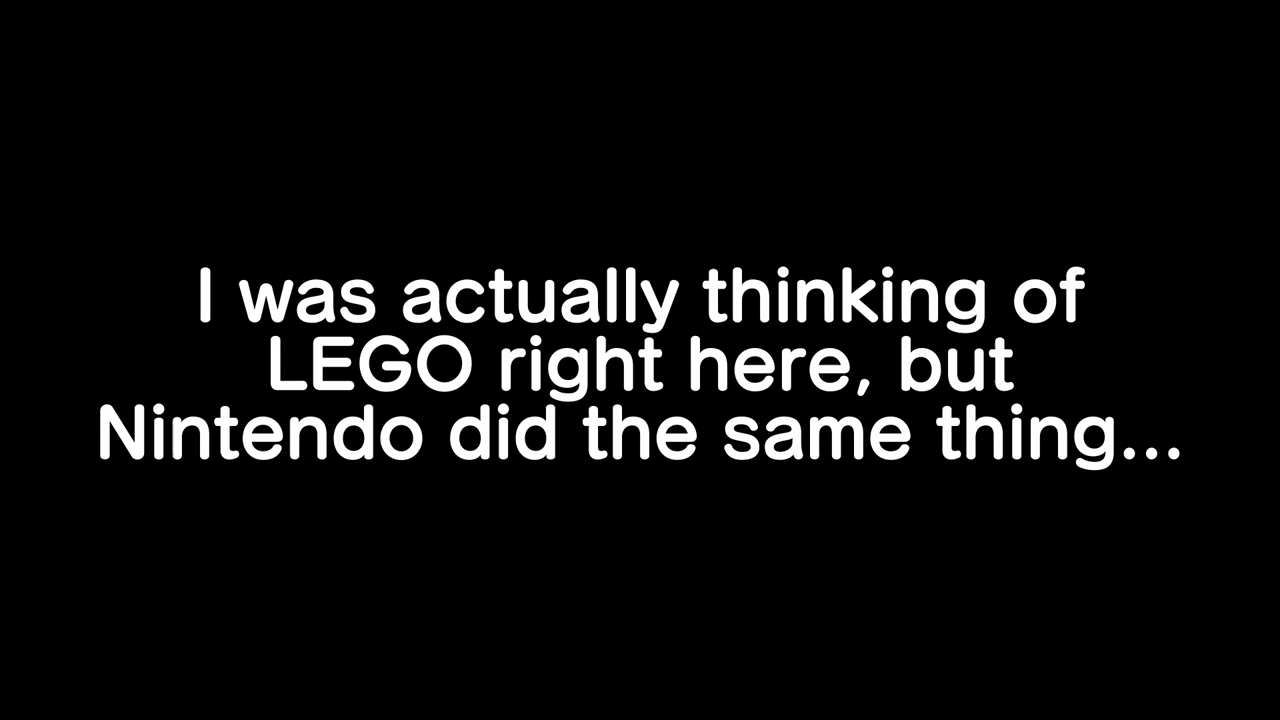 I was actually thinking of
LEGO right here, but
Nintendo did the same thing...